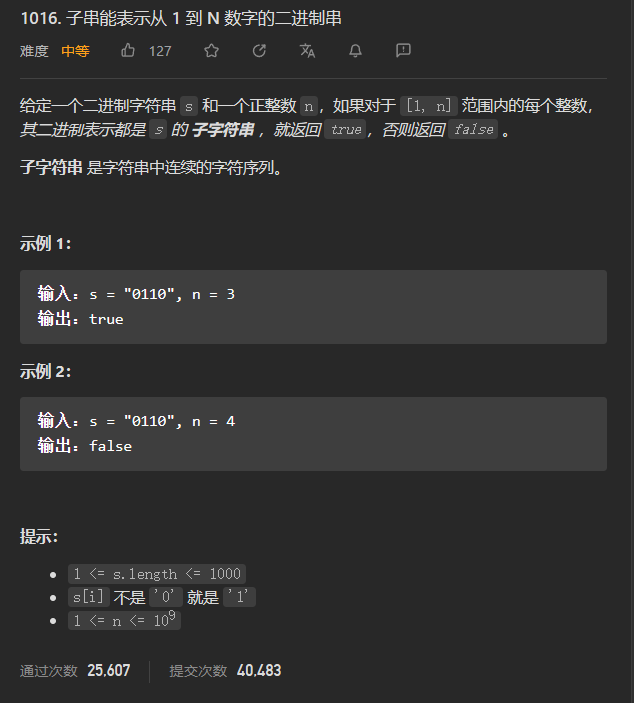 1016. 子串能表示从 1 到 N 数字的二进制串
难度 中等 127
给定一个二进制字符串 s 和一个正整数 n，如果对于 [1, n] 范围内的每个整数，
其二进制表示都是 s 的 子字符串 ，就返回 true，否则返回 false 。
子字符串 是字符串中连续的字符序列。
示例 1：
输入：s = "0110", n = 3
输出：true
示例 2：
输入：s = "0110", n = 4
输出：false
提示：
1 <= s.length <= 1000
s[i] 不是 '0' 就是 '1'
1 <= n <= 10⁹
通过次数 25,607 提交次数 40,483